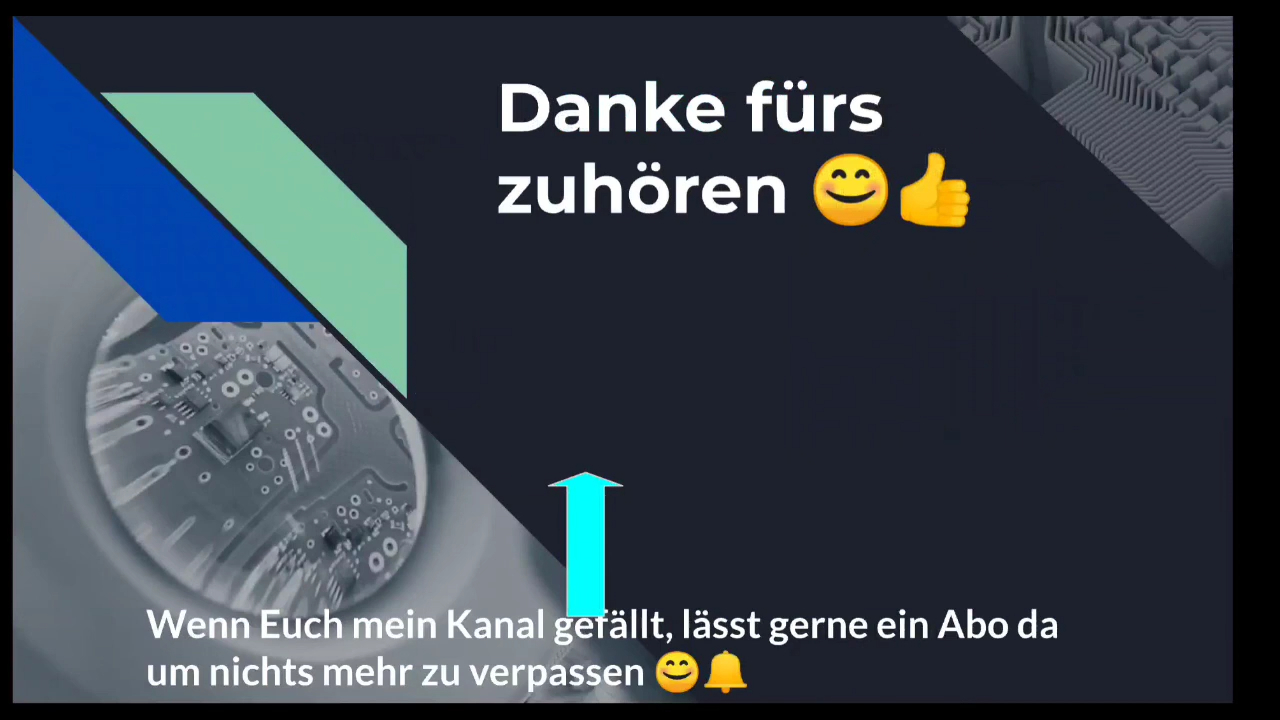 Danke fürs
zuhören 😊👍
Wenn Euch mein Kanal gefällt, lässt gerne ein Abo da
um nichts mehr zu verpassen 😊🔔